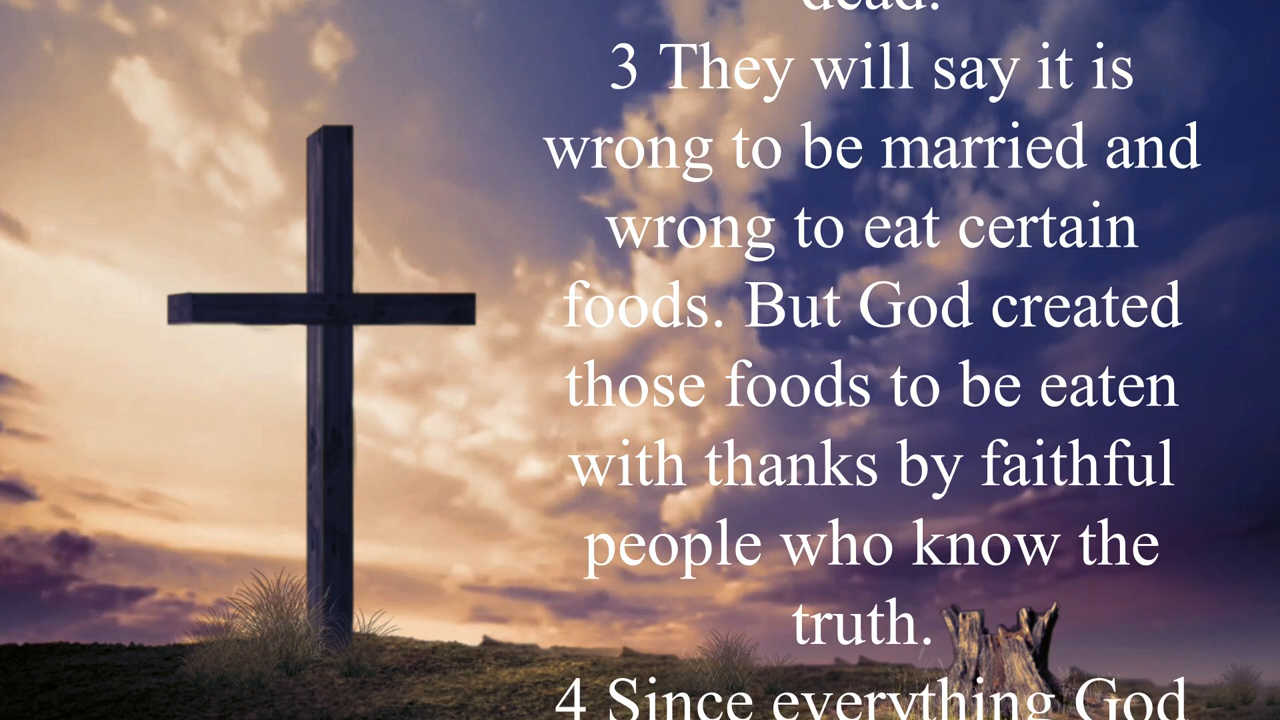 dead.
3 They will say it is
wrong to be married and
wrong to eat certain
foods. But God created
those foods to be eaten
with thanks by faithful
people who know the
truth.
4 Since everything God